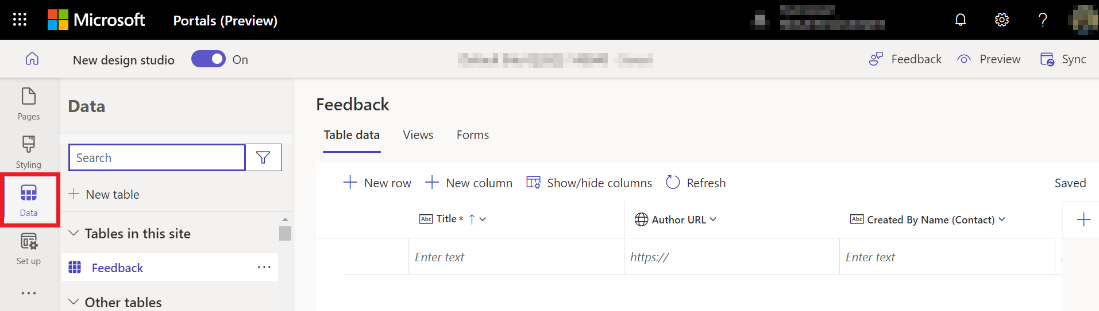 Microsoft Portals (Preview)
New design studio On Feedback Preview Sync
Pages
Styling
Data
Set up
Data
Search
New table
Tables in this site
Feedback
Other tables
Feedback
Table data Views Forms
New row New column Show/hide columns Refresh Saved
Abc Title * Author URL Abc Created By Name (Contact)
Enter text https:// Enter text